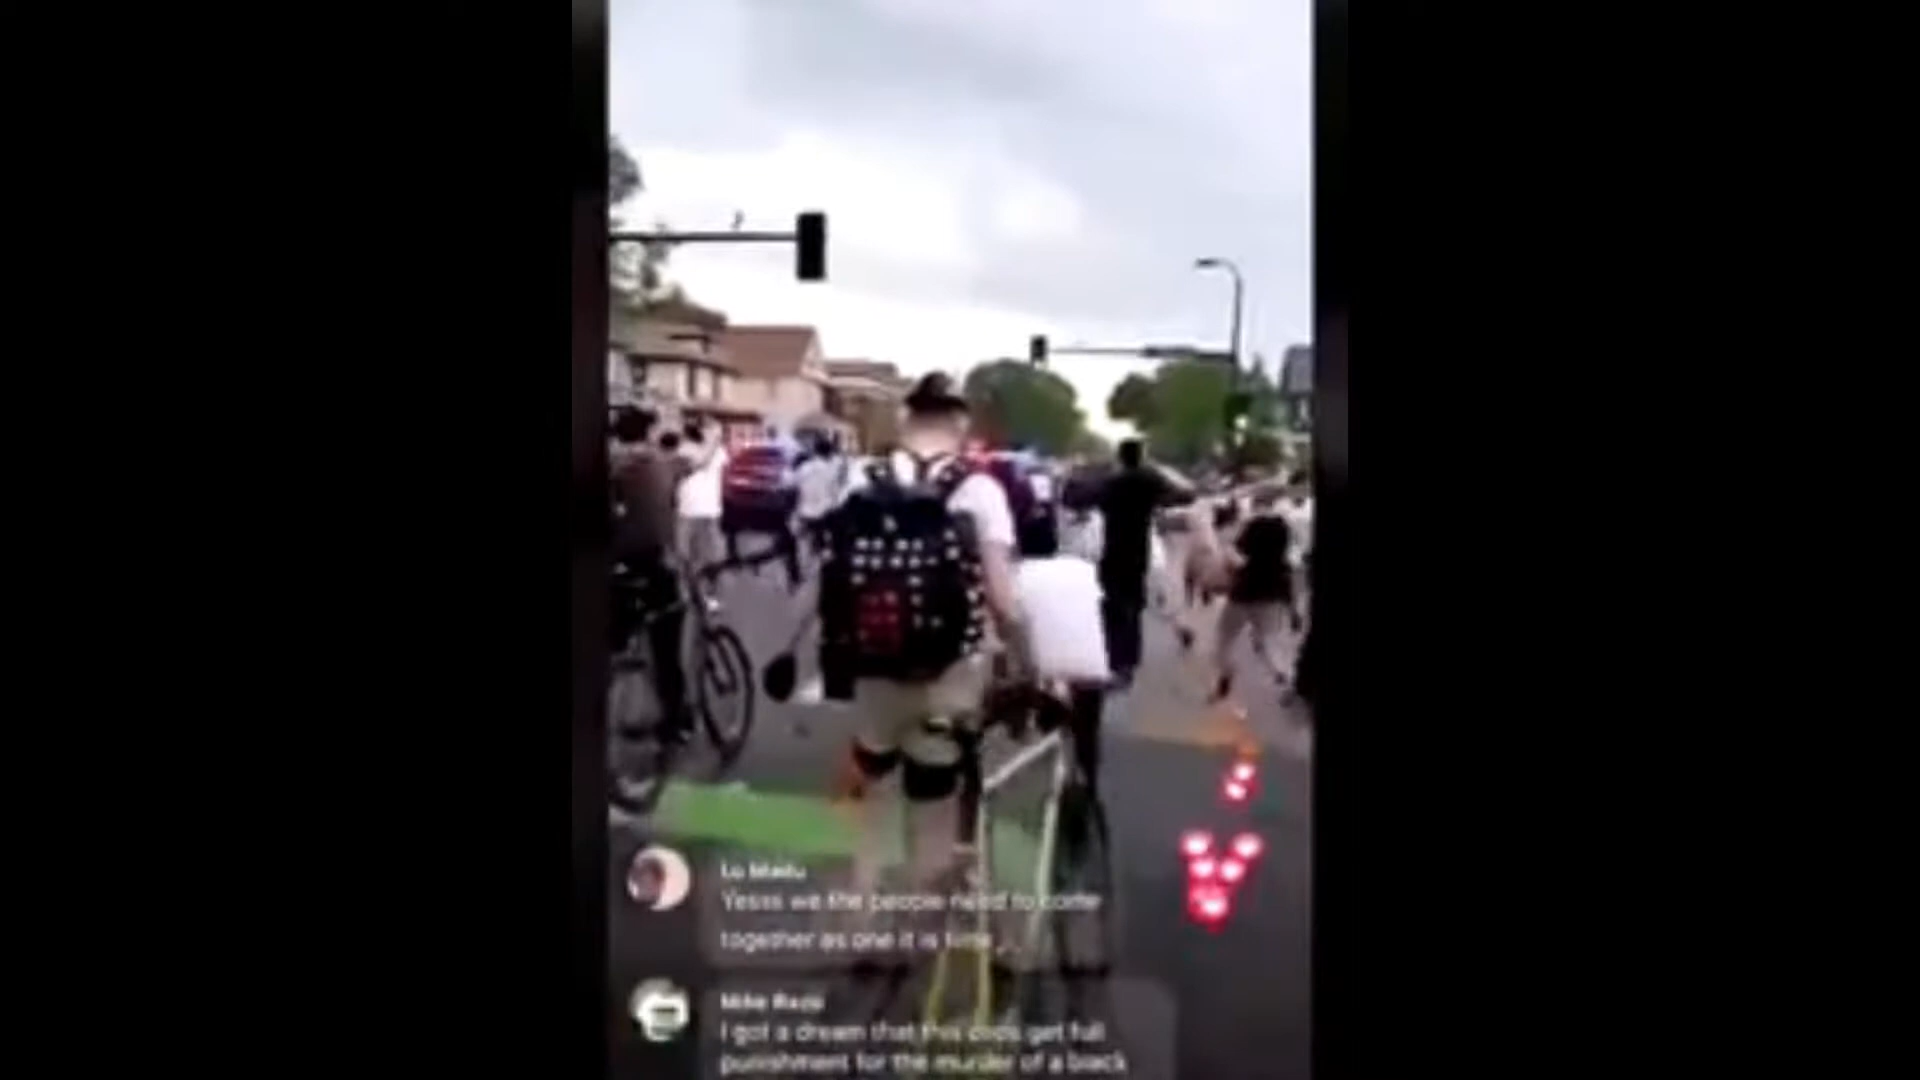 Yesss we the people need to come
together as one it is time
I got a dream that this cops get full
punishment for the murder of a black